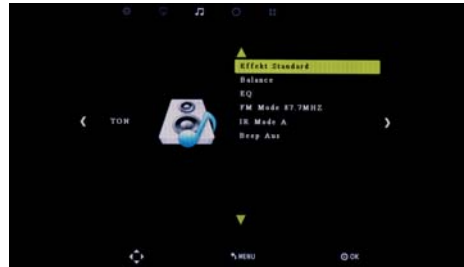 Effekt Standard
Balance
EQ
FM Mode 87.7MHZ
TON
IR Mode A
Beep Aus
MENU
OK